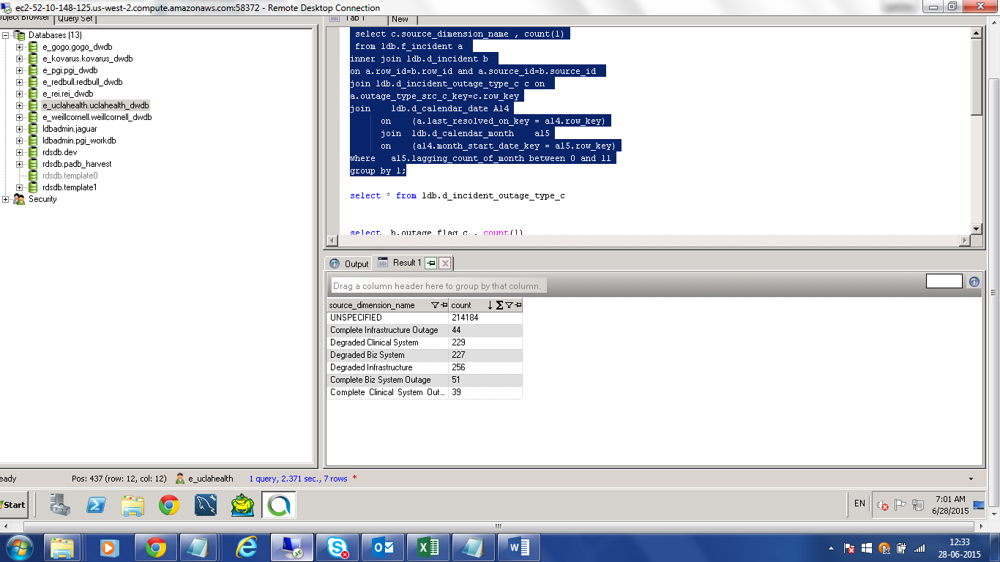 ec2-52-10-148-125.us-west-2.compute.amazonaws.com:58372 - Remote Desktop Connection
Object Browser Query Set
Databases (13)
e_gogo.gogo_dwdb
e_kovarus.kovarus_dwdb
e_pgi.pgi_dwdb
e_redbull.redbull_dwdb
e_rei.rei_dwdb
e_uclahealth.uclahealth_dwdb
e_weillcornell.weillcornell_dwdb
ldbadmin.jaguar
ldbadmin.pgi_workdb
rdsdb.dev
rdsdb.padb_harvest
rdsdb.template0
rdsdb.template1
Security
Tab 1 New
select c.source_dimension_name , count(1)
from ldb.f_incident a
inner join ldb.d_incident b
on a.row_id=b.row_id and a.source_id=b.source_id
join ldb.d_incident_outage_type_c c on
a.outage_type_src_c_key=c.row_key
join ldb.d_calendar_date A14
on (a.last_resolved_on_key = a14.row_key)
join ldb.d_calendar_month a15
on (a14.month_start_date_key = a15.row_key)
where a15.lagging_count_of_month between 0 and 11
group by 1;
select * from ldb.d_incident_outage_type_c
select b.outage_flag_c , count(1)
Output Result 1
Drag a column header here to group by that column.
source_dimension_name count
UNSPECIFIED 214184
Complete Infrastructure Outage 44
Degraded Clinical System 229
Degraded Biz System 227
Degraded Infrastructure 256
Complete Biz System Outage 51
Complete Clinical System Out... 39
eady Pos: 437 (row: 12, col: 12) e_uclahealth 1 query, 2.371 sec., 7 rows *
Start
EN
7:01 AM
6/28/2015
12:33
28-06-2015